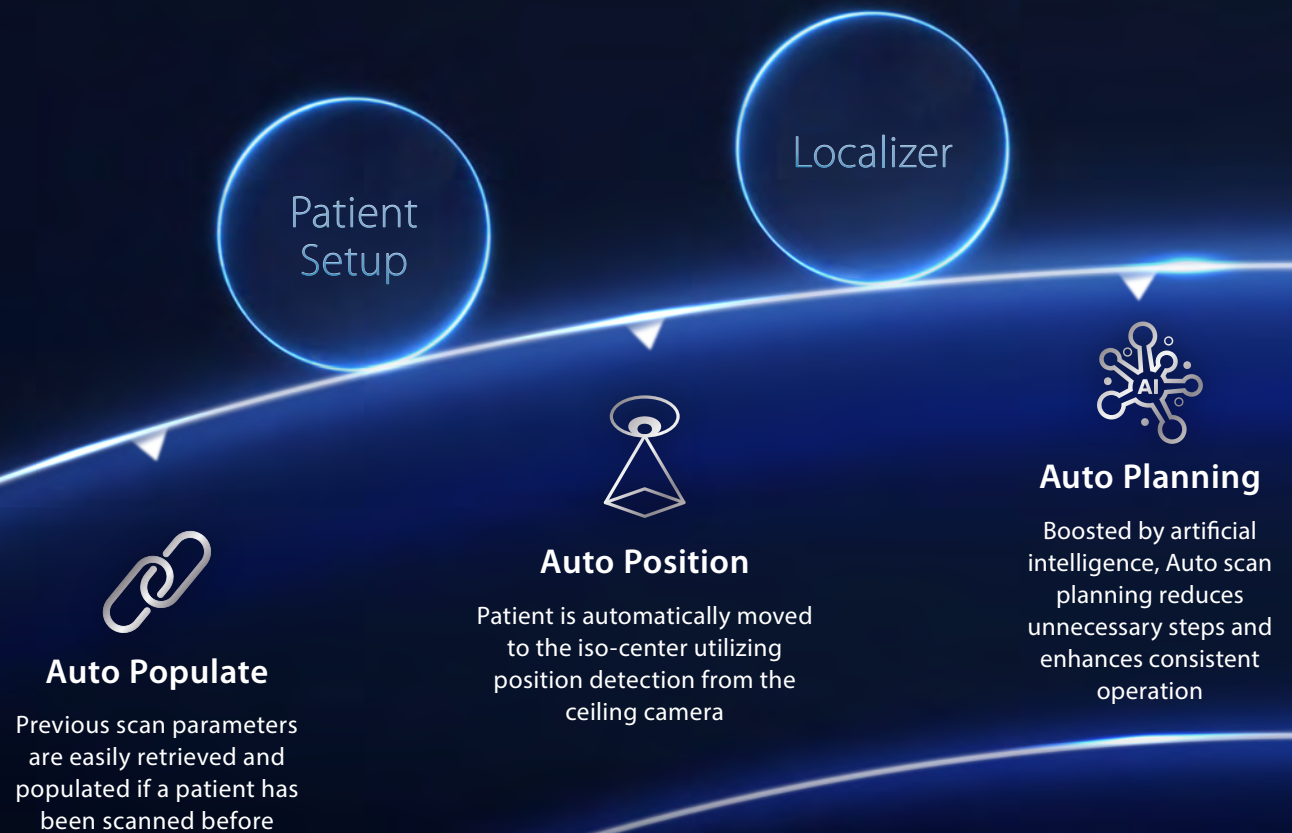 Patient
Setup
Localizer
Auto Populate
Previous scan parameters
are easily retrieved and
populated if a patient has
been scanned before
Auto Position
Patient is automatically moved
to the iso-center utilizing
position detection from the
ceiling camera
AI
Auto Planning
Boosted by artificial
intelligence, Auto scan
planning reduces
unnecessary steps and
enhances consistent
operation